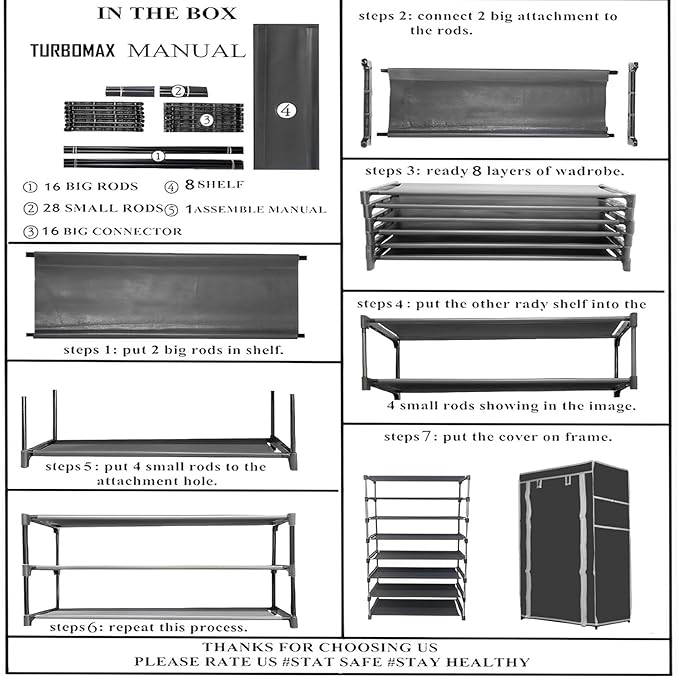 IN THE BOX
TURBOMAX MANUAL
②
③
④
①
① 16 BIG RODS ④ 8 SHELF
② 28 SMALL RODS ⑤ 1 ASSEMBLE MANUAL
③ 16 BIG CONNECTOR
steps 1: put 2 big rods in shelf.
steps 2: connect 2 big attachment to
the rods.
steps 3: ready 8 layers of wadrobe.
steps 4: put the other rady shelf into the
4 small rods showing in the image.
steps 5: put 4 small rods to the
attachment hole.
steps 6: repeat this process.
steps 7: put the cover on frame.
THANKS FOR CHOOSING US
PLEASE RATE US #STAT SAFE #STAY HEALTHY